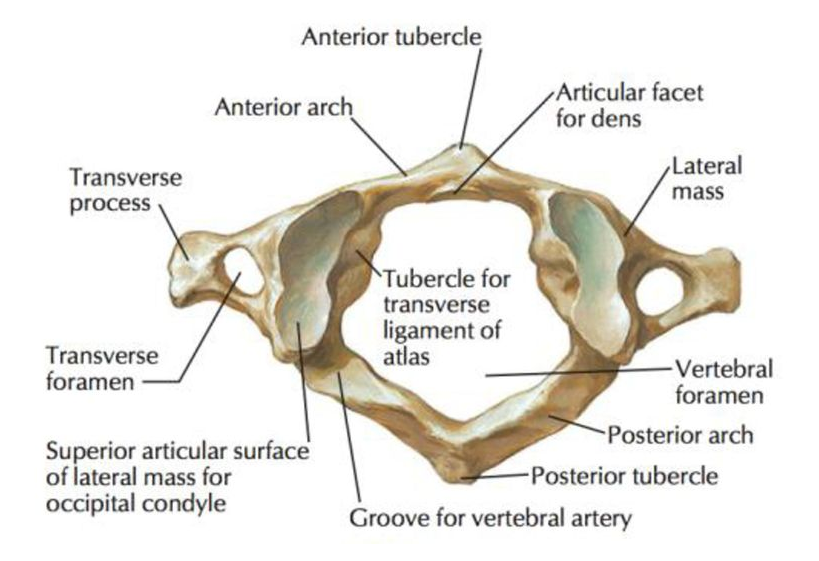 Anterior tubercle
Articular facet
for dens
Anterior arch
Lateral
mass
Transverse
process
Tubercle for
transverse
ligament of
atlas
Transverse
foramen
Vertebral
foramen
Posterior arch
Superior articular surface
of lateral mass for
occipital condyle
Posterior tubercle
Groove for vertebral artery